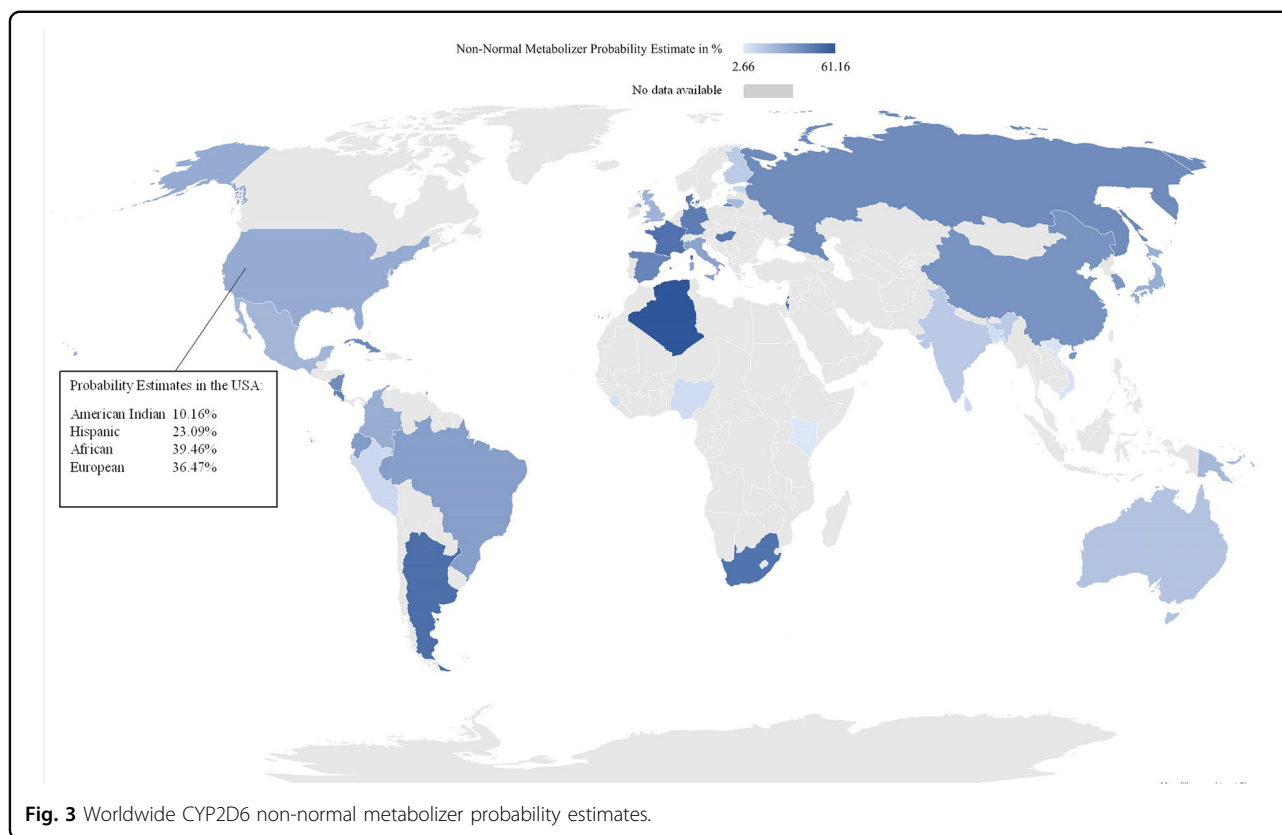 Non-Normal Metabolizer Probability Estimate in %
2.66 61.16
No data available
Probability Estimates in the USA:
American Indian 10.16%
Hispanic 23.09%
African 39.46%
European 36.47%
Fig. 3 Worldwide CYP2D6 non-normal metabolizer probability estimates.